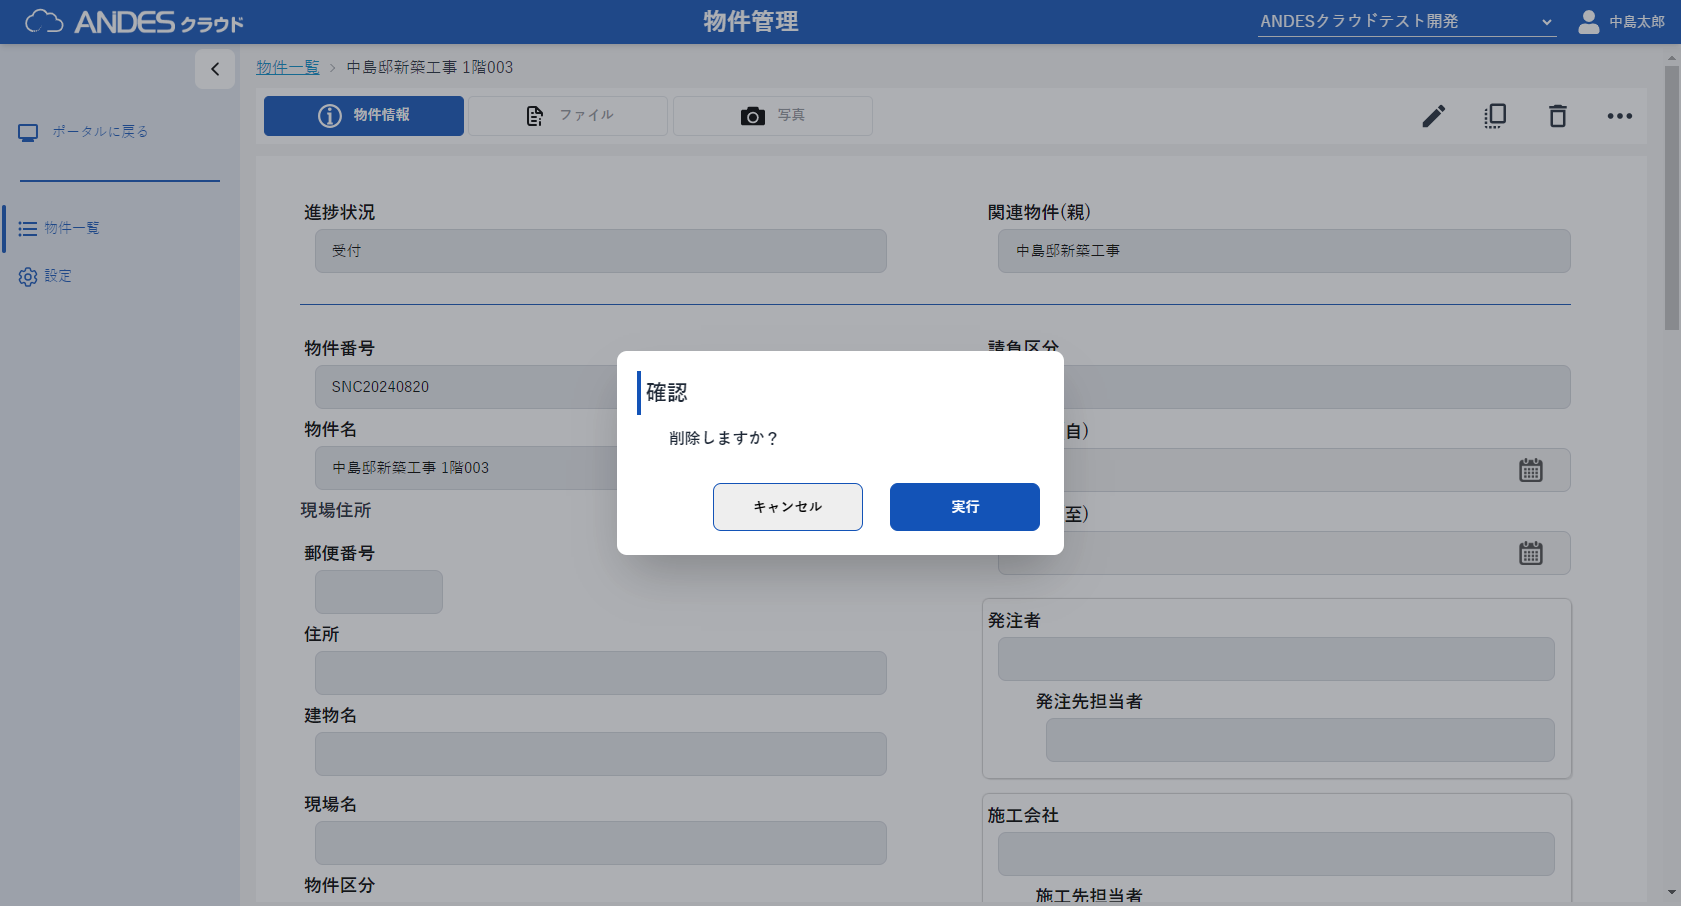 ANDES クラウド
物件管理
ANDESクラウドテスト開発
中島太郎
物件一覧 > 中島邸新築工事 1階003
ポータルに戻る
物件一覧
設定
物件情報
ファイル
写真
進捗状況
受付
関連物件(親)
中島邸新築工事
物件番号
SNC20240820
請負区分
物件名
中島邸新築工事 1階003
自)
現場住所
至)
郵便番号
住所
建物名
現場名
物件区分
発注者
発注先担当者
施工会社
施工先担当者
確認
削除しますか？
キャンセル
実行